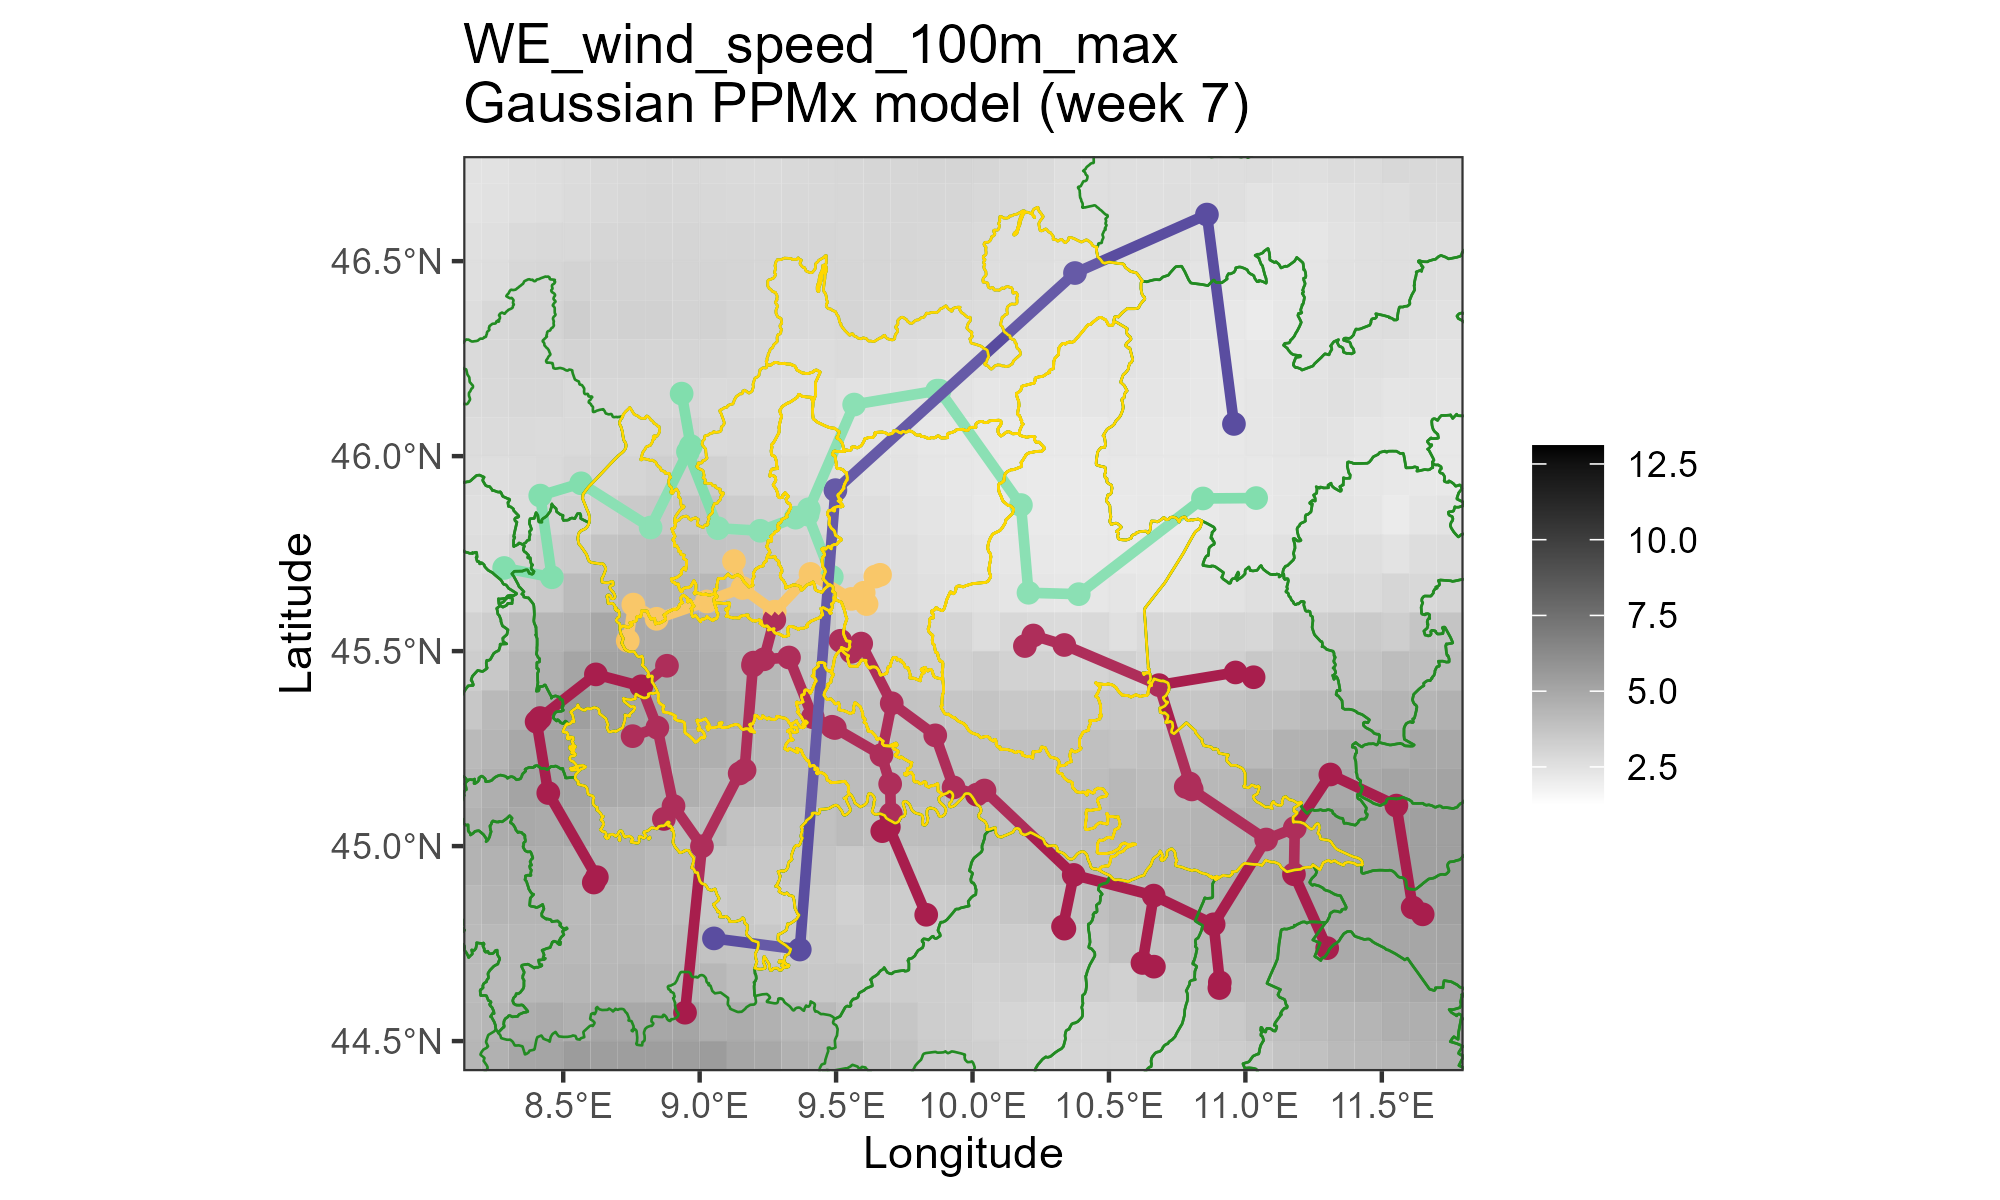 WE_wind_speed_100m_max
Gaussian PPMx model (week 7)
46.5°N
46.0°N
45.5°N
45.0°N
44.5°N
Latitude
8.5°E
9.0°E
9.5°E
10.0°E
10.5°E
11.0°E
11.5°E
Longitude
12.5
10.0
7.5
5.0
2.5